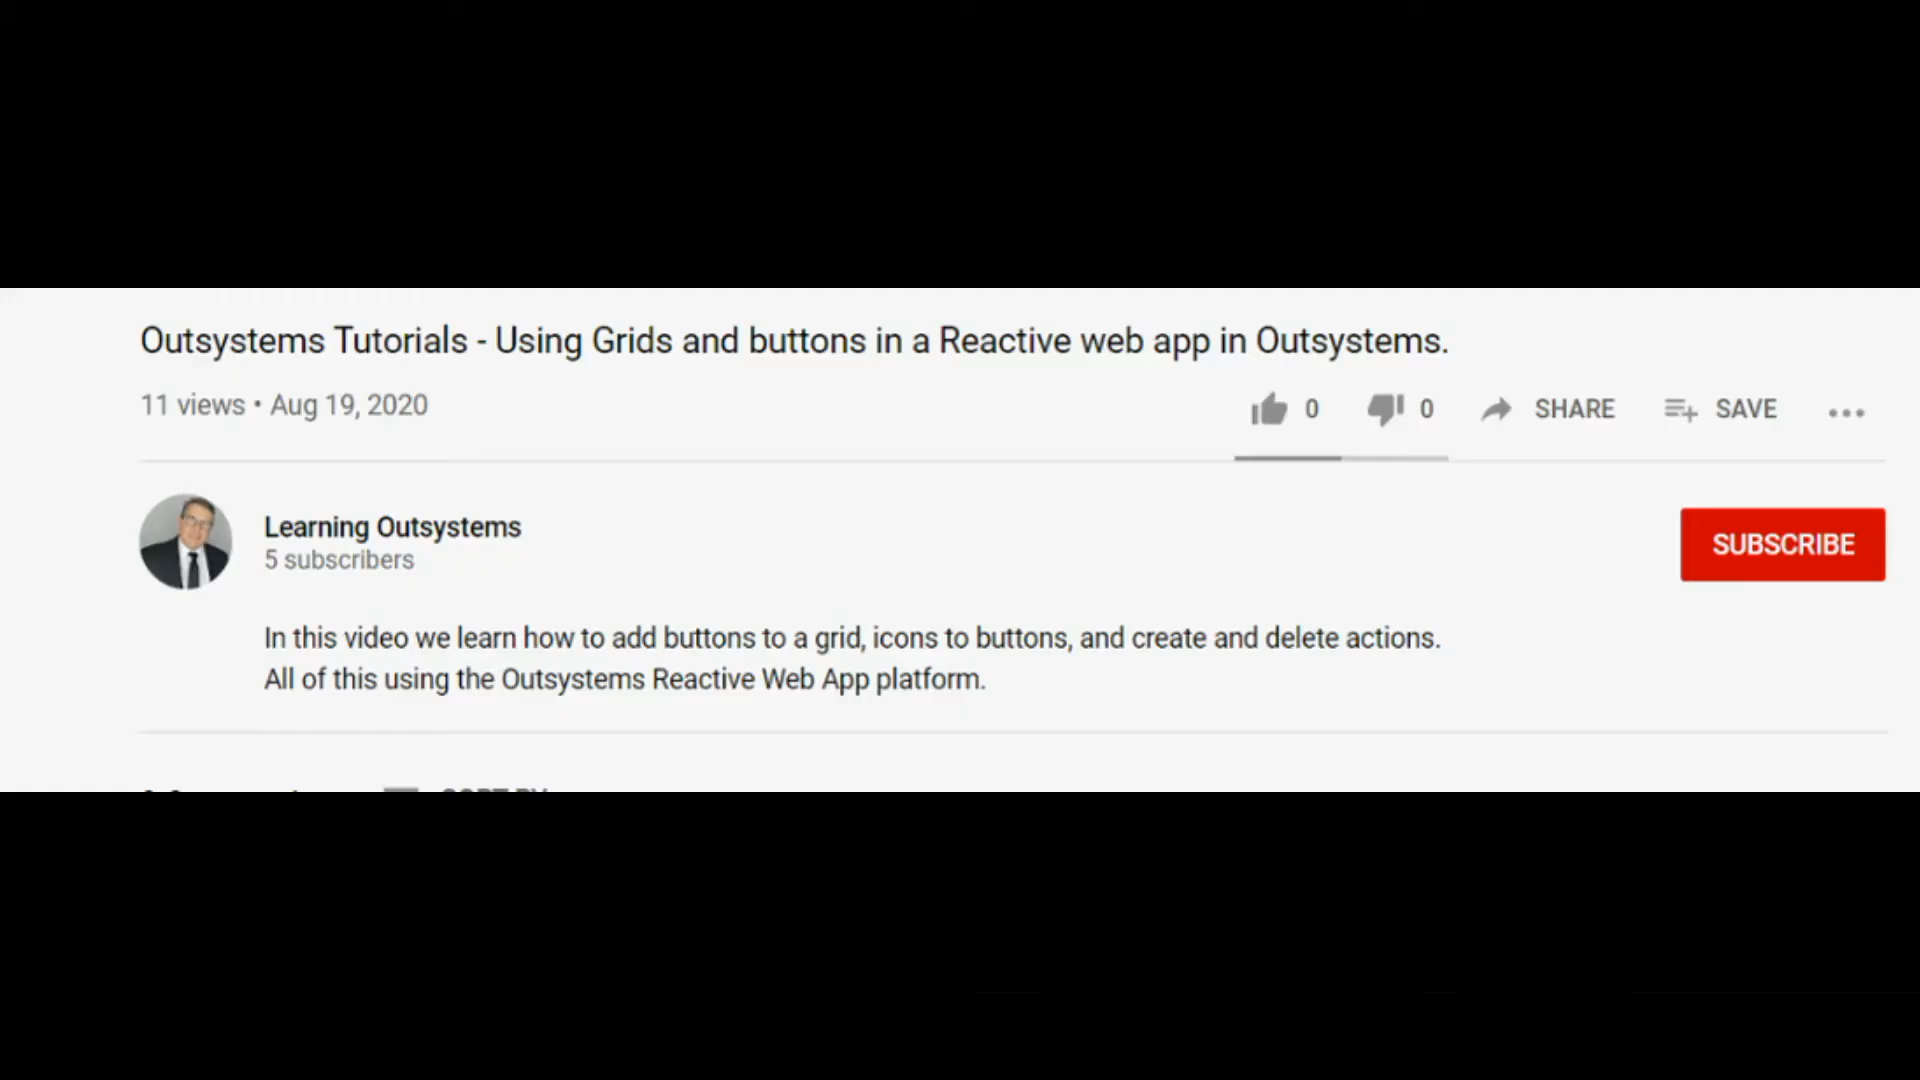 Outsystems Tutorials - Using Grids and buttons in a Reactive web app in Outsystems.
11 views • Aug 19, 2020
0 0 SHARE SAVE
Learning Outsystems
5 subscribers
SUBSCRIBE
In this video we learn how to add buttons to a grid, icons to buttons, and create and delete actions.
All of this using the Outsystems Reactive Web App platform.
SORT BY